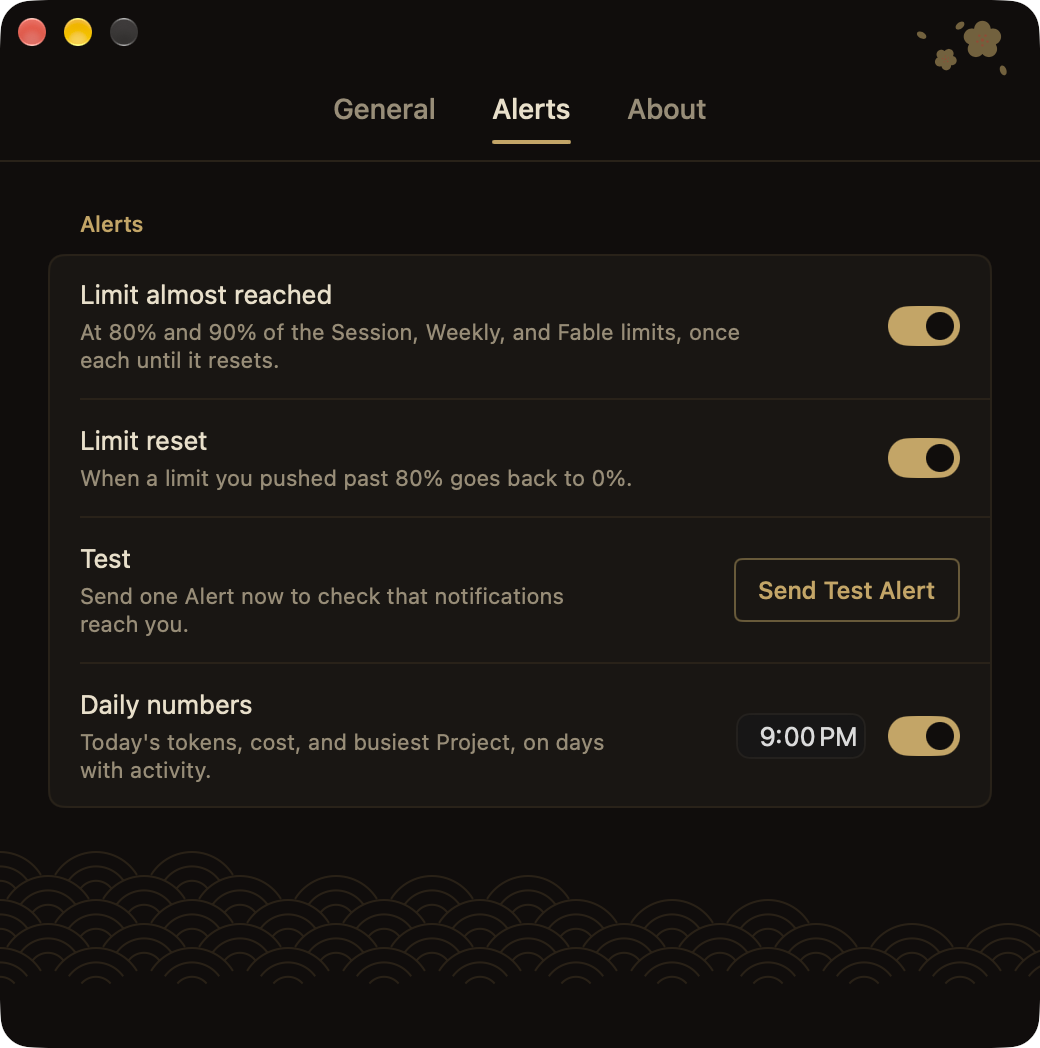 General Alerts About
Alerts
Limit almost reached
At 80% and 90% of the Session, Weekly, and Fable limits, once
each until it resets.
Limit reset
When a limit you pushed past 80% goes back to 0%.
Test
Send one Alert now to check that notifications
reach you.
Send Test Alert
Daily numbers
Today's tokens, cost, and busiest Project, on days
with activity.
9:00 PM